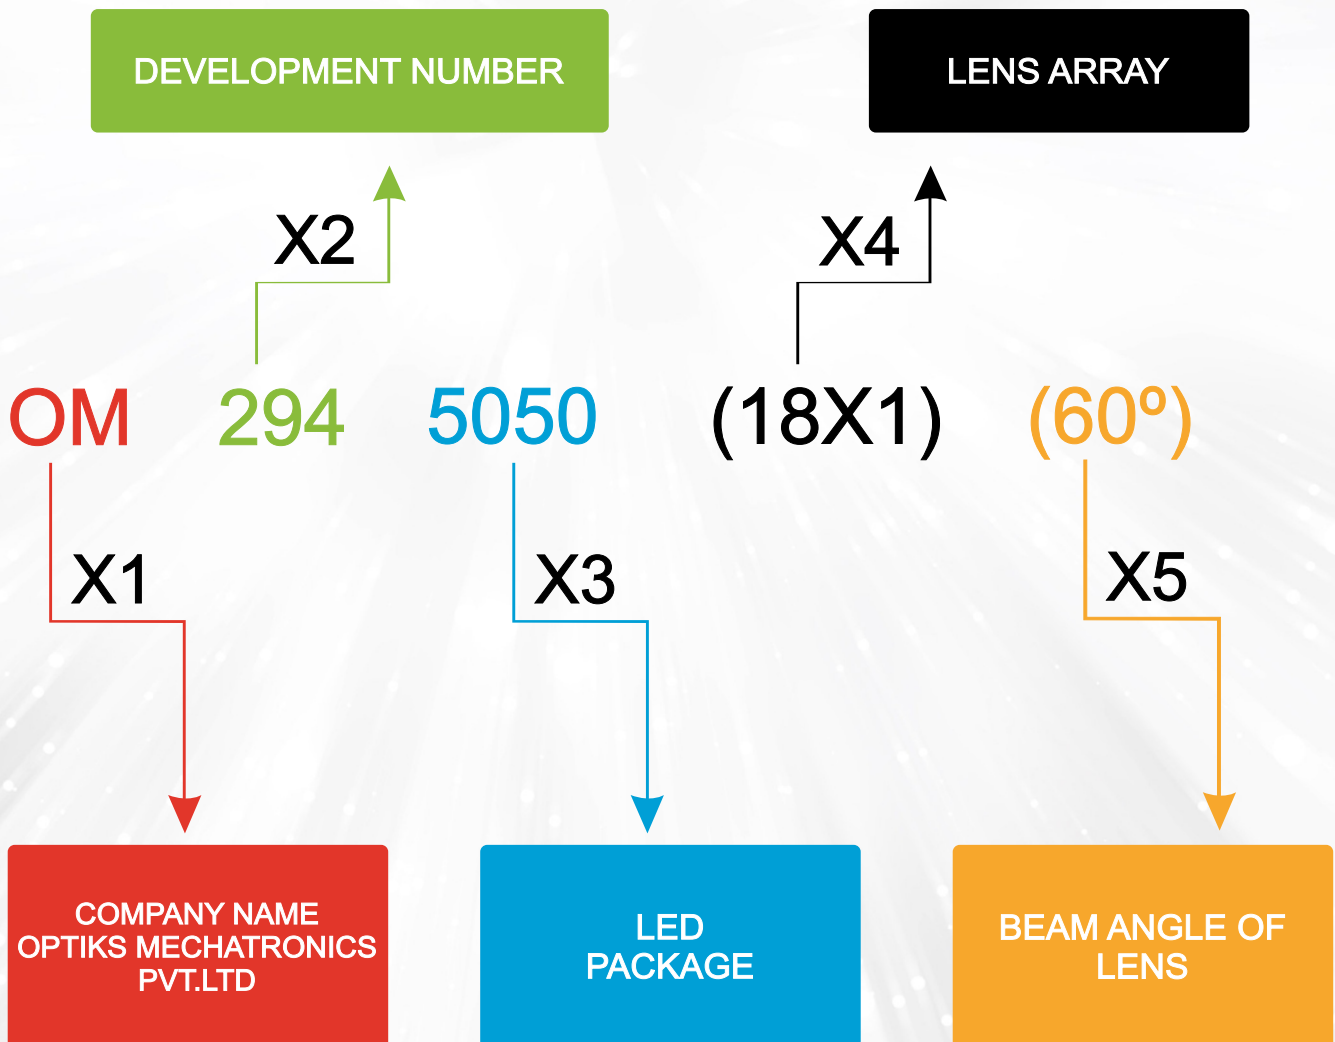 DEVELOPMENT NUMBER
LENS ARRAY
X2
X4
OM 294 5050 (18X1) (60º)
X1
X3
X5
COMPANY NAME
OPTIKS MECHATRONICS
PVT.LTD
LED
PACKAGE
BEAM ANGLE OF
LENS